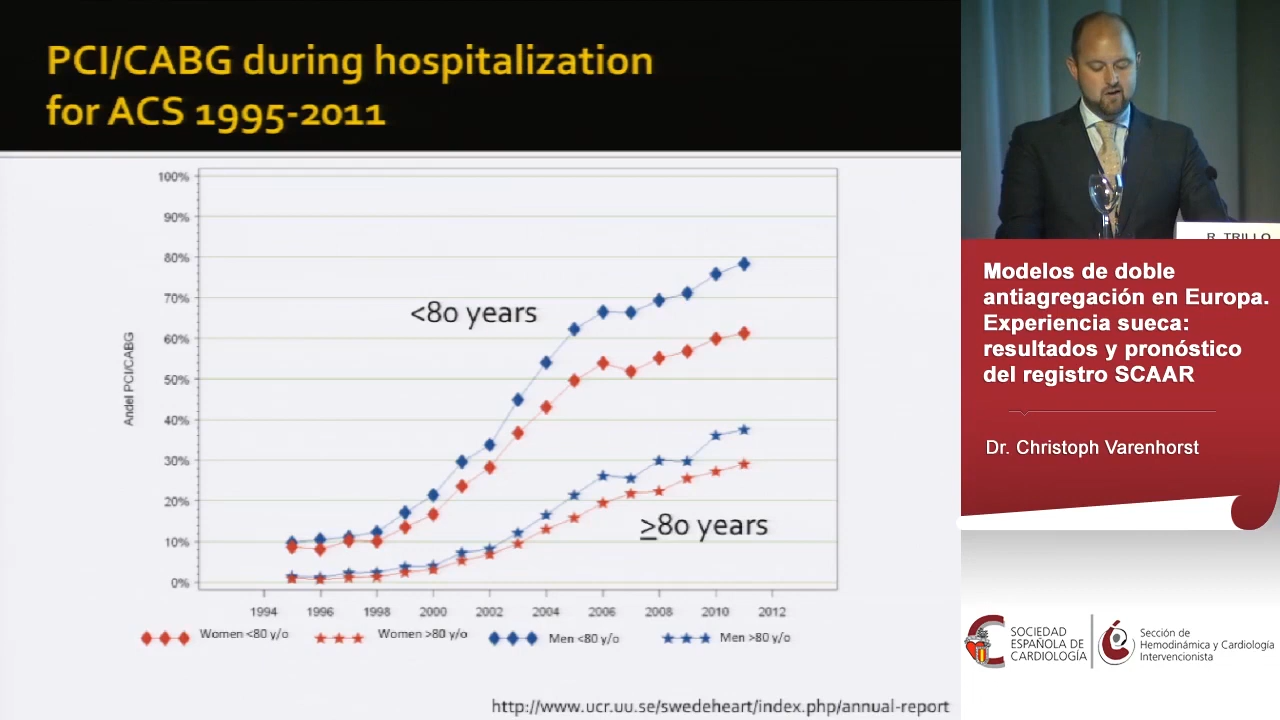 PCI/CABG during hospitalization
for ACS 1995-2011
100%
90%
80%
70%
60%
50%
40%
30%
20%
10%
0%
Andel PCI/CABG
<80 years
≥80 years
1994
1996
1998
2000
2002
2004
2006
2008
2010
2012
Women <80 y/o
Women >80 y/o
Men <80 y/o
Men >80 y/o
http://www.ucr.uu.se/swedeheart/index.php/annual-report
R. TRILLO
Modelos de doble
antiagregación en Europa.
Experiencia sueca:
resultados y pronóstico
del registro SCAAR
Dr. Christoph Varenhorst
SOCIEDAD
ESPAÑOLA DE
CARDIOLOGÍA
Sección de
Hemodinámica y Cardiología
Intervencionista